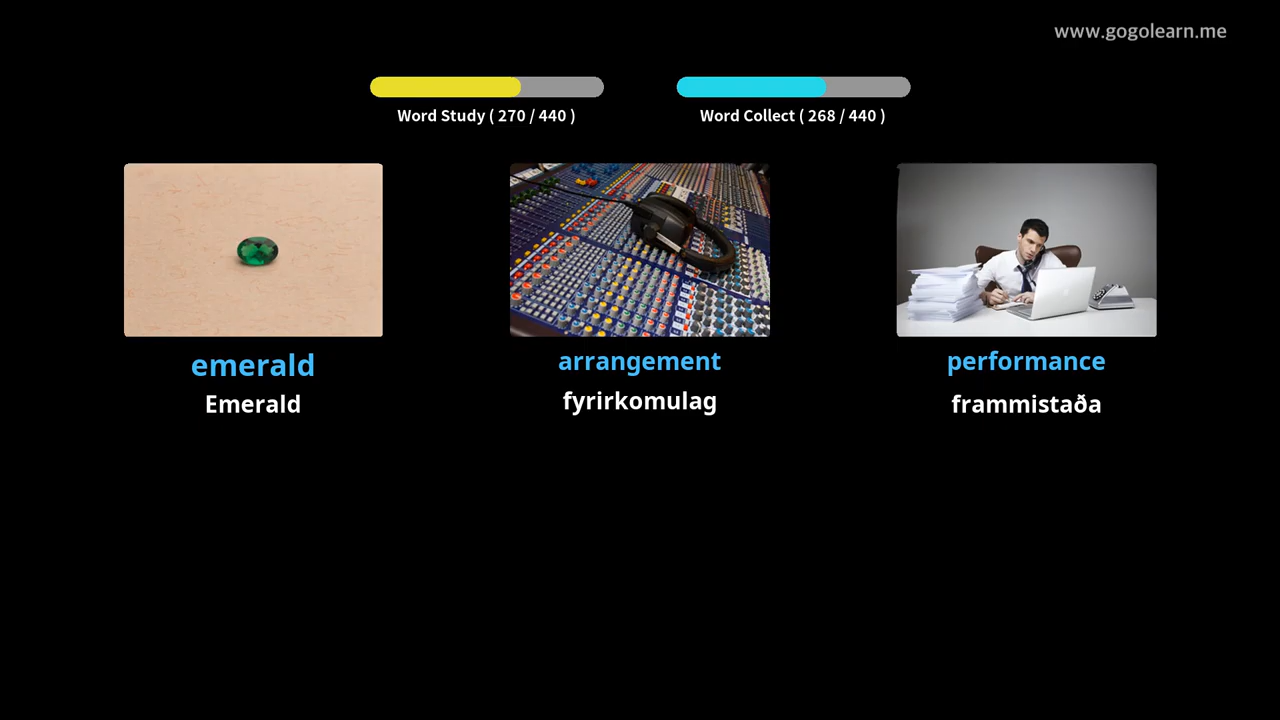 www.gogolearn.me
Word Study ( 270 / 440 )
Word Collect ( 268 / 440 )
emerald
Emerald
arrangement
fyrirkomulag
performance
frammistaða